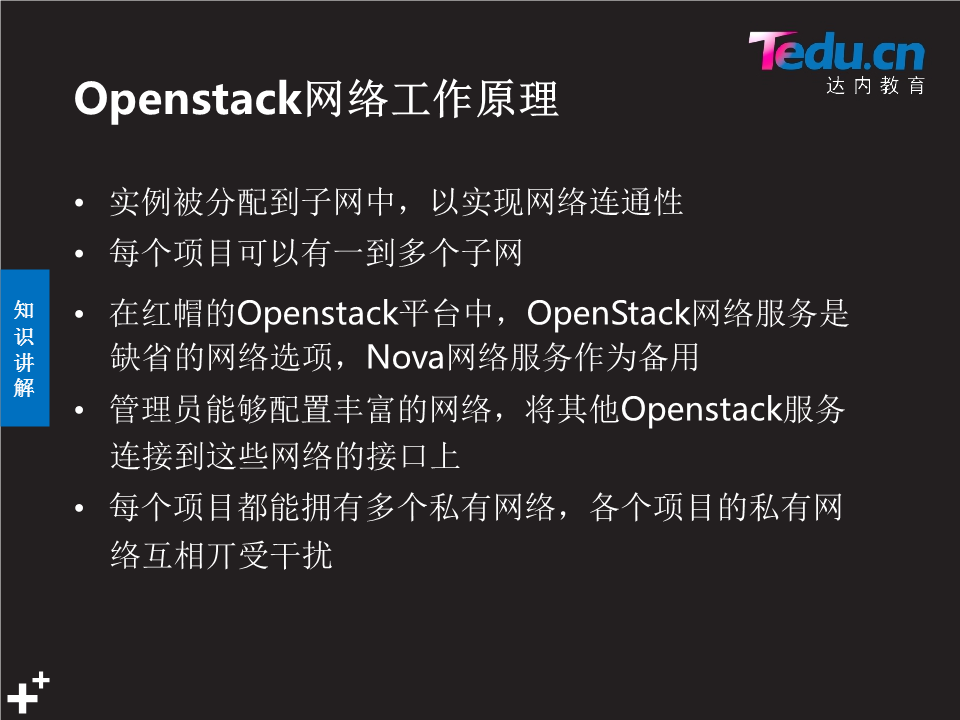 Tedu.cn
达内教育
Openstack网络工作原理
• 实例被分配到子网中，以实现网络连通性
• 每个项目可以有一到多个子网
知识讲解
• 在红帽的Openstack平台中，OpenStack网络服务是
缺省的网络选项，Nova网络服务作为备用
• 管理员能够配置丰富的网络，将其他Openstack服务
连接到这些网络的接口上
• 每个项目都能拥有多个私有网络，各个项目的私有网
络互相丌受干扰